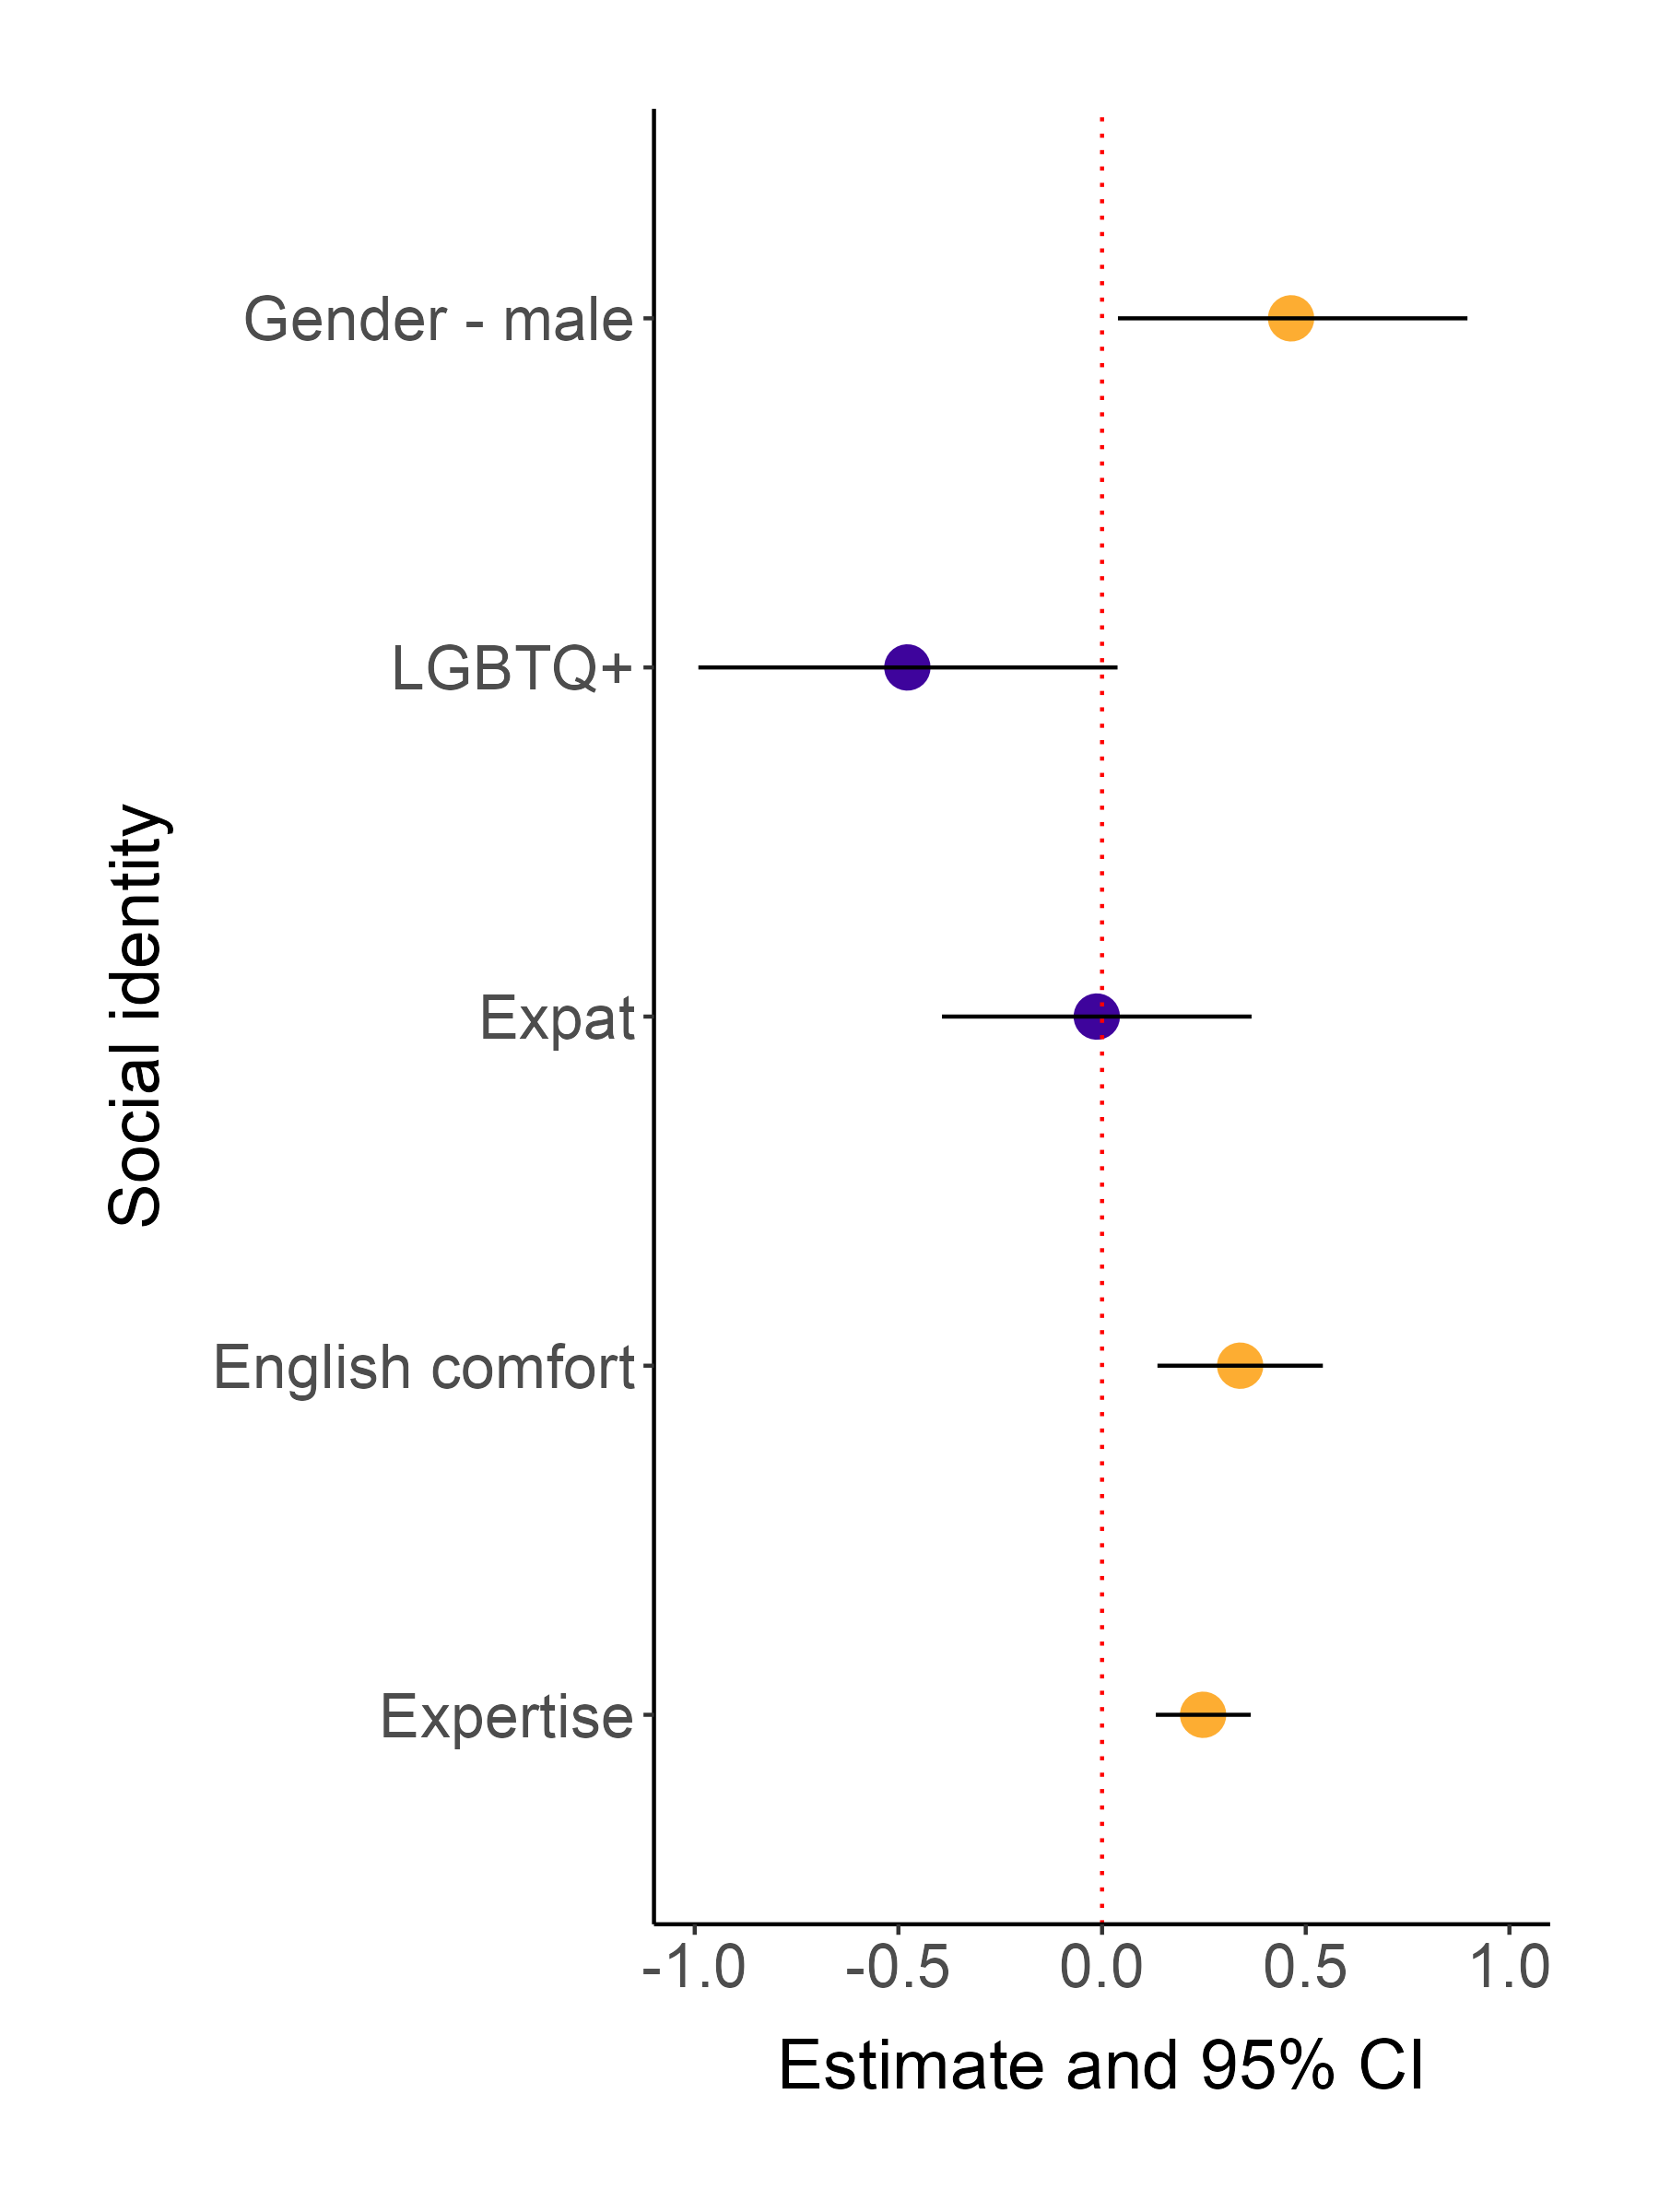 Social identity
Gender - male
LGBTQ+
Expat
English comfort
Expertise
-1.0 -0.5 0.0 0.5 1.0
Estimate and 95% CI